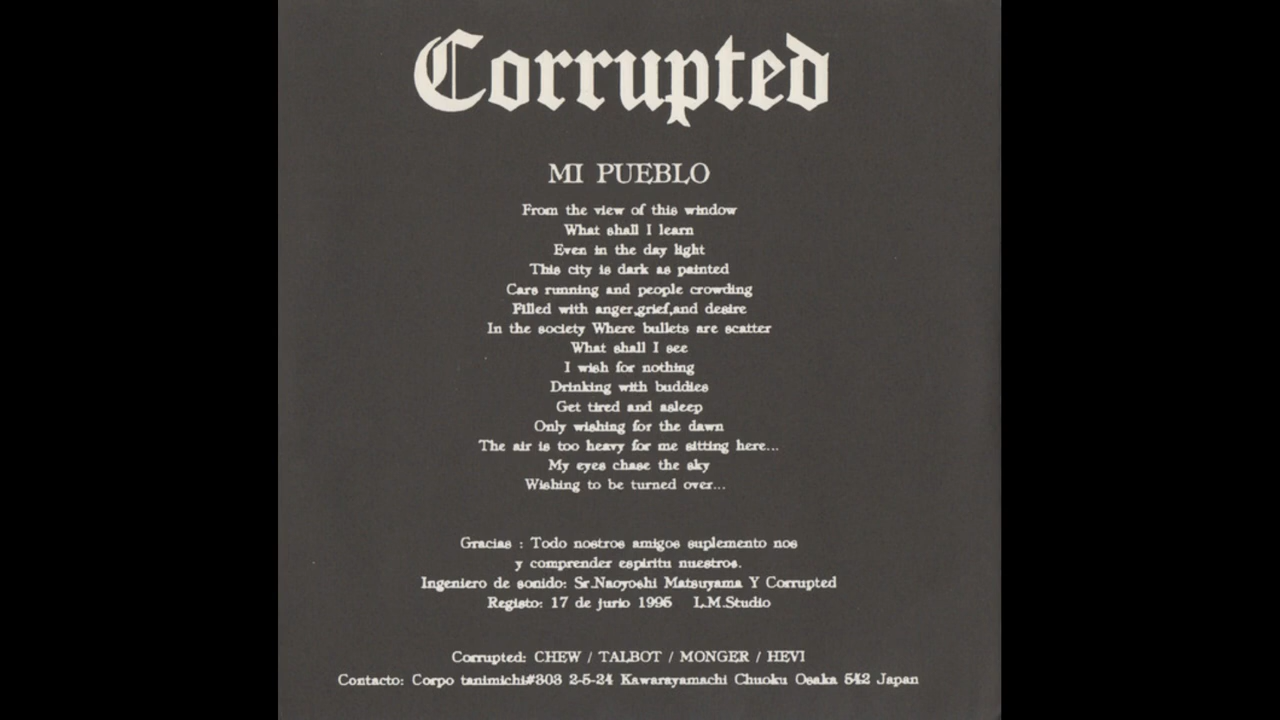 Corrupted
MI PUEBLO
From the view of this window
What shall I learn
Even in the day light
This city is dark as painted
Cars running and people crowding
Filled with anger,grief,and desire
In the society Where bullets are scatter
What shall I see
I wish for nothing
Drinking with buddies
Get tired and asleep
Only wishing for the dawn
The air is too heavy for me sitting here...
My eyes chase the sky
Wishing to be turned over...
Gracias : Todo nostros amigos suplemento nos
y comprender espiritu nuestros.
Ingeniero de sonido: Sr.Naoyoshi Matsuyama Y Corrupted
Registo: 17 de jurio 1995 L.M.Studio
Corrupted: CHEW / TALBOT / MONGER / HEVI
Contacto: Corpo tanimichi#303 2-5-24 Kawarayamachi Chuoku Osaka 542 Japan